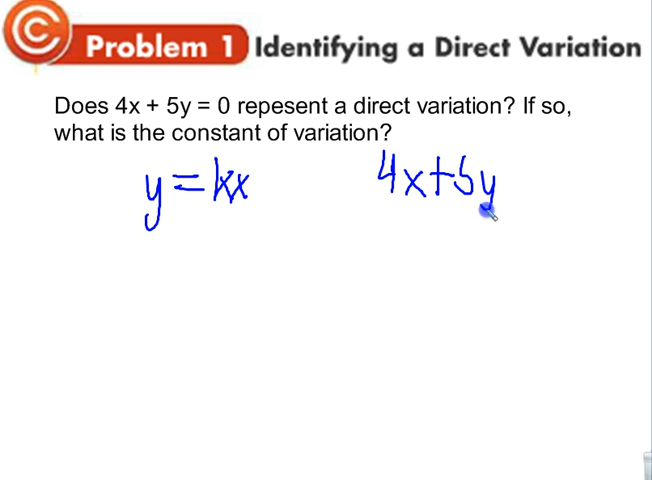 © Problem 1 Identifying a Direct Variation
Does 4x + 5y = 0 repesent a direct variation? If so,
what is the constant of variation?
y = kx 4x+5y